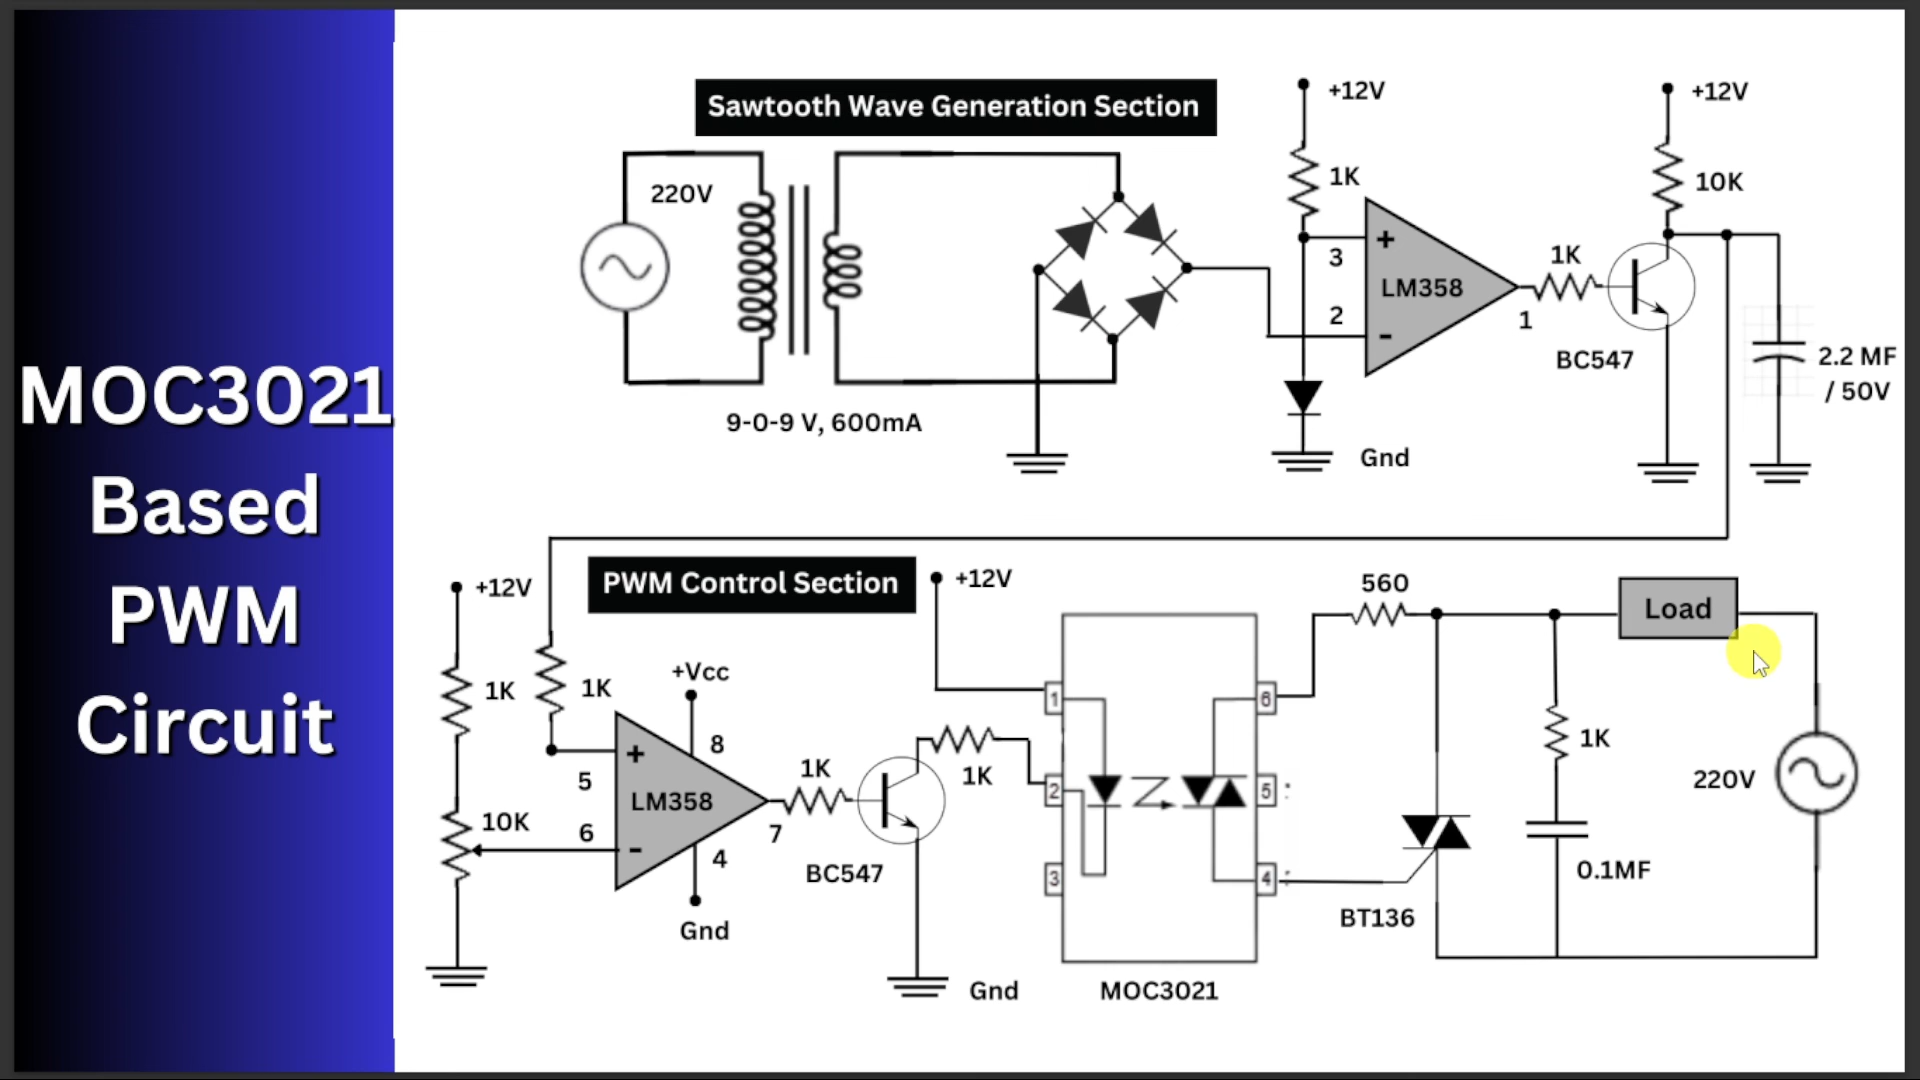 MOC3021
Based
PWM
Circuit
Sawtooth Wave Generation Section
220V
9-0-9 V, 600mA
+12V
1K
+
3
LM358
2
-
1
Gnd
1K
BC547
+12V
10K
2.2 MF
/ 50V
PWM Control Section
+12V
1K
10K
1K
+Vcc
+
8
5
LM358
6
-
7
4
Gnd
1K
BC547
1K
+12V
Gnd
1
2
3
6
5
4
MOC3021
560
BT136
1K
0.1MF
Load
220V